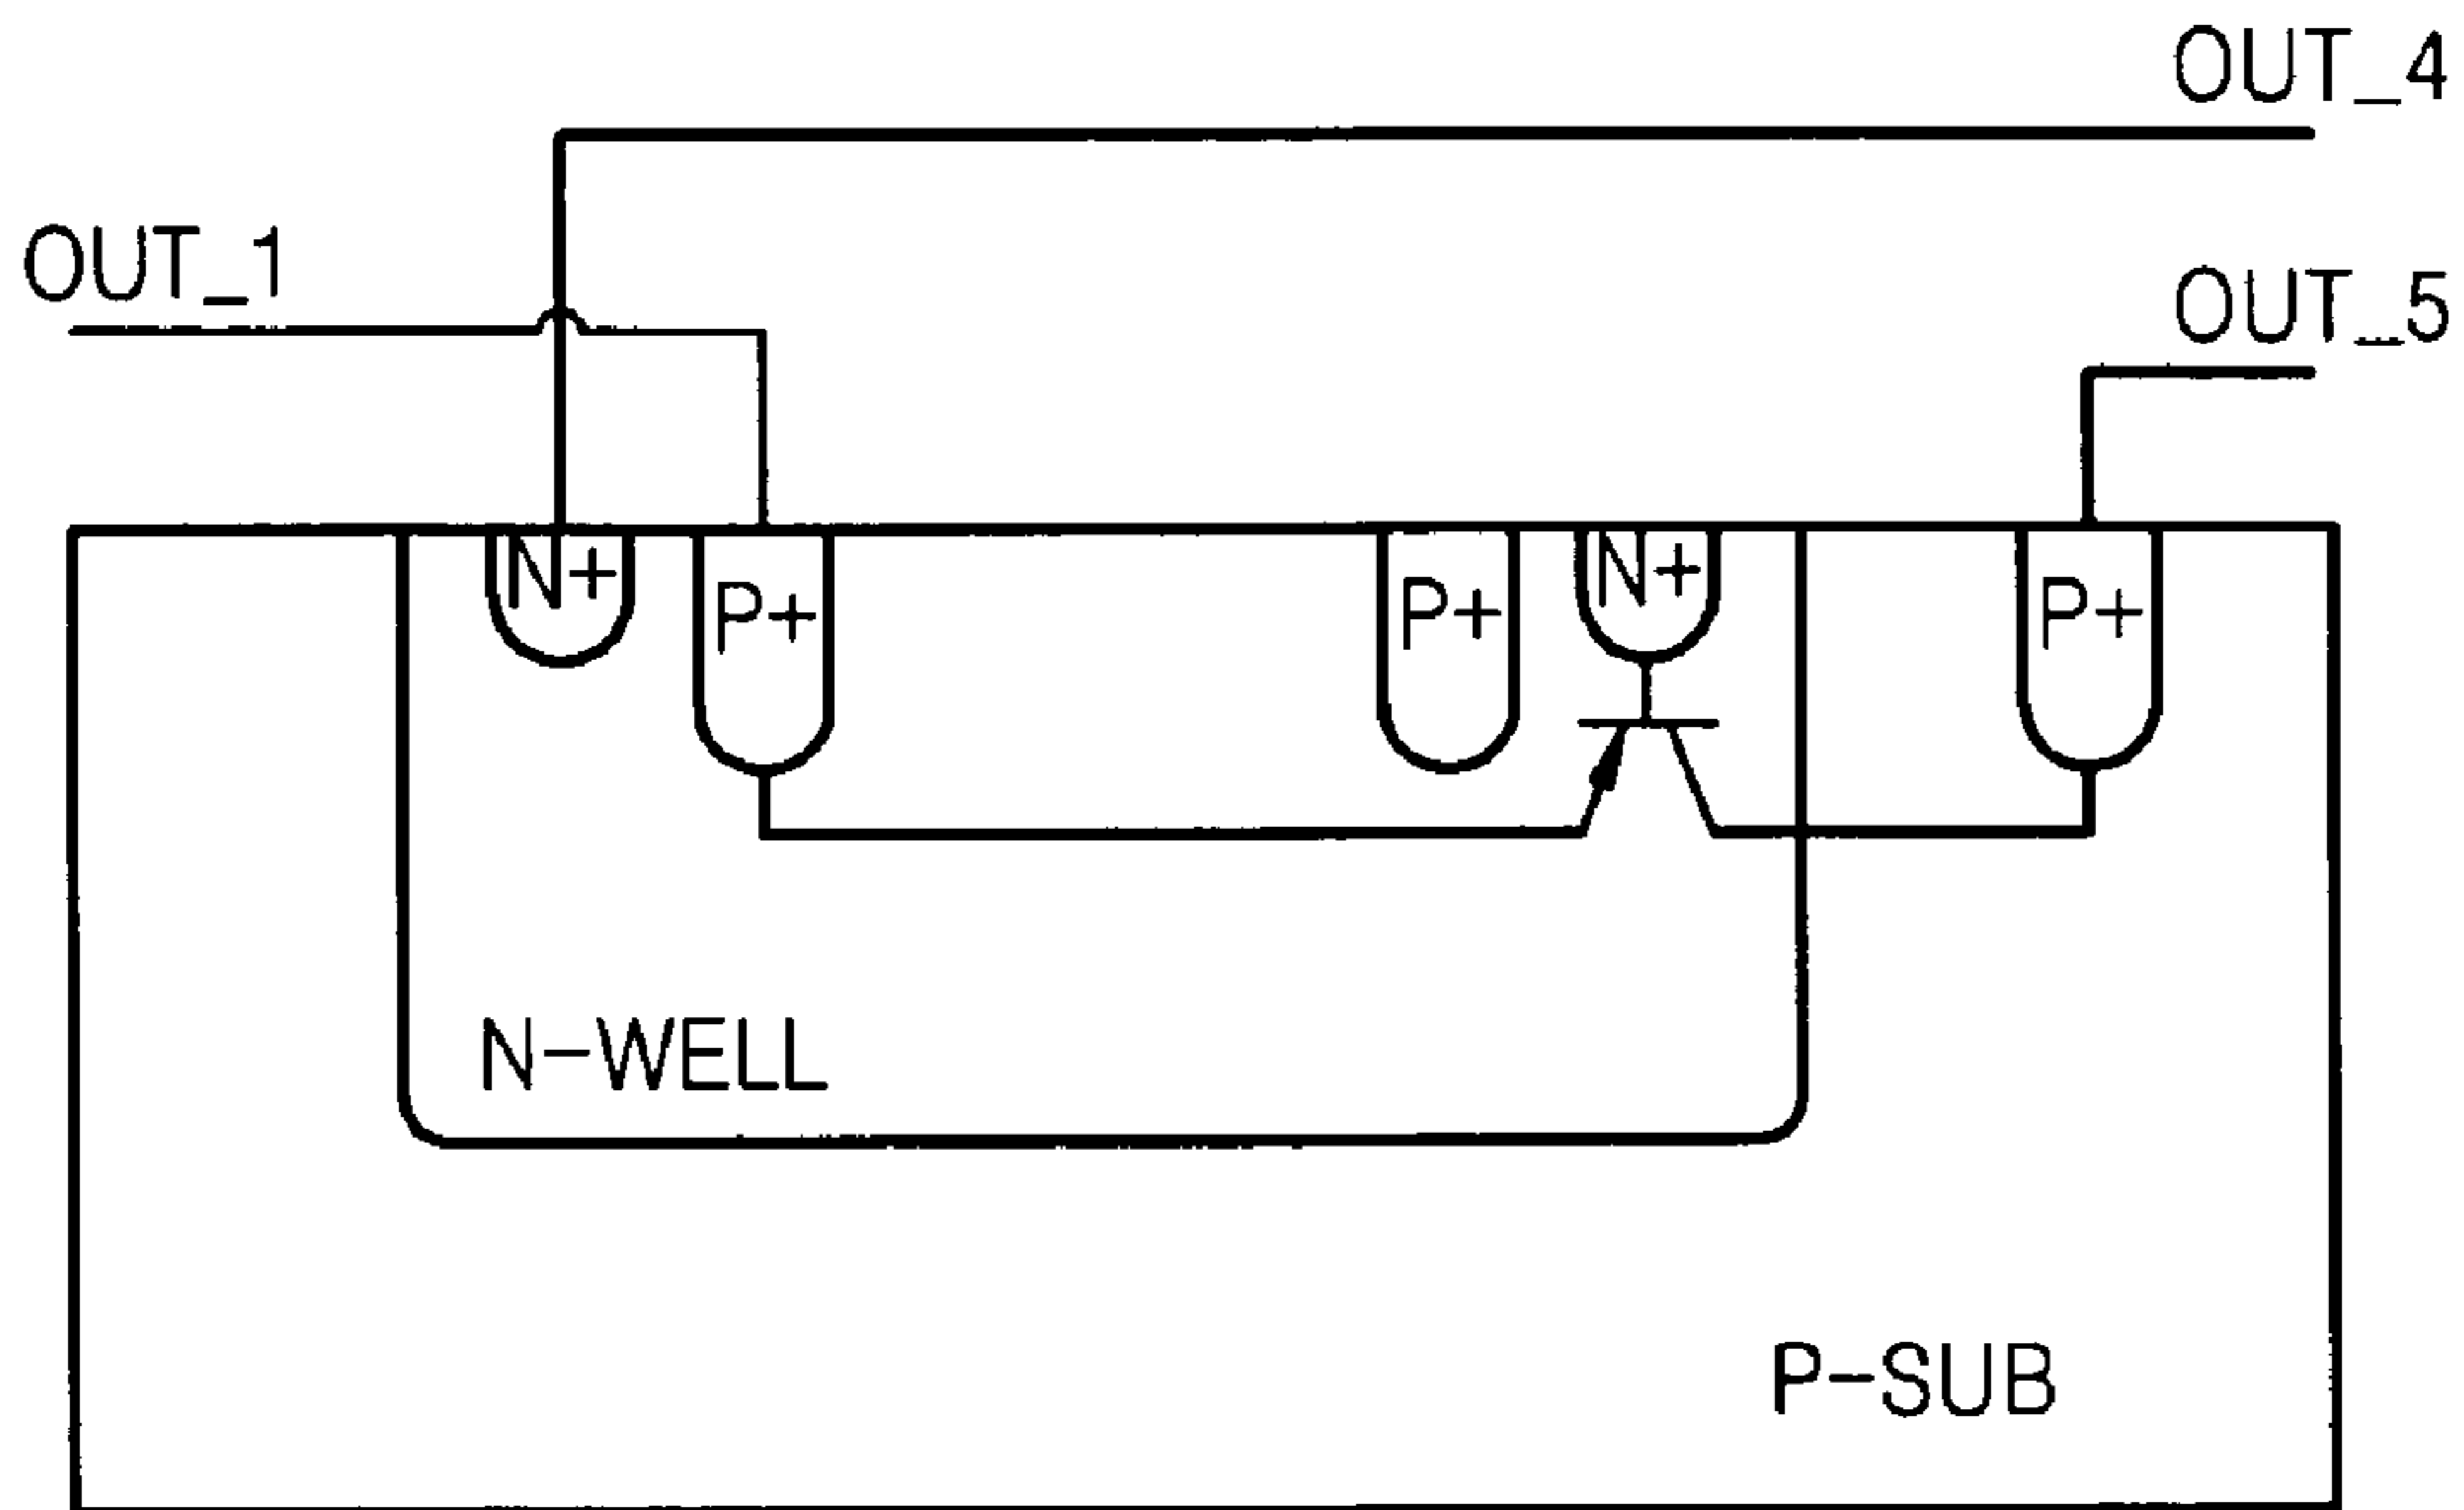 OUT_4
OUT_1
OUT_5
N+
P+
P+
N+
P+
N-WELL
P-SUB